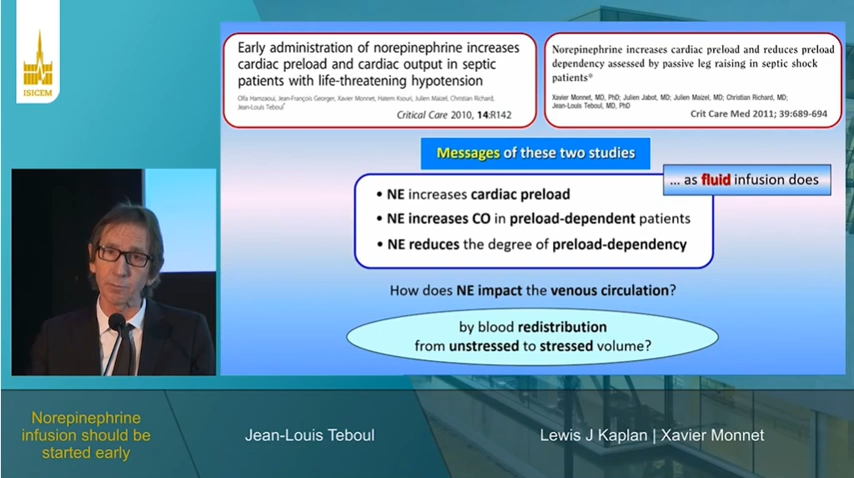 ISICEM
Early administration of norepinephrine increases
cardiac preload and cardiac output in septic
patients with life-threatening hypotension
Olfa Hamzaoui, Jean-François Georger, Xavier Monnet, Hatem Ksouri, Julien Maizel, Christian Richard,
Jean-Louis Teboul*
Critical Care 2010, 14:R142
Norepinephrine increases cardiac preload and reduces preload
dependency assessed by passive leg raising in septic shock
patients*
Xavier Monnet, MD, PhD; Julien Jabot, MD; Julien Maizel, MD; Christian Richard, MD;
Jean-Louis Teboul, MD, PhD
Crit Care Med 2011; 39:689-694
Messages of these two studies
... as fluid infusion does
• NE increases cardiac preload
• NE increases CO in preload-dependent patients
• NE reduces the degree of preload-dependency
How does NE impact the venous circulation?
by blood redistribution
from unstressed to stressed volume?
Norepinephrine
infusion should be
started early
Jean-Louis Teboul
Lewis J Kaplan | Xavier Monnet